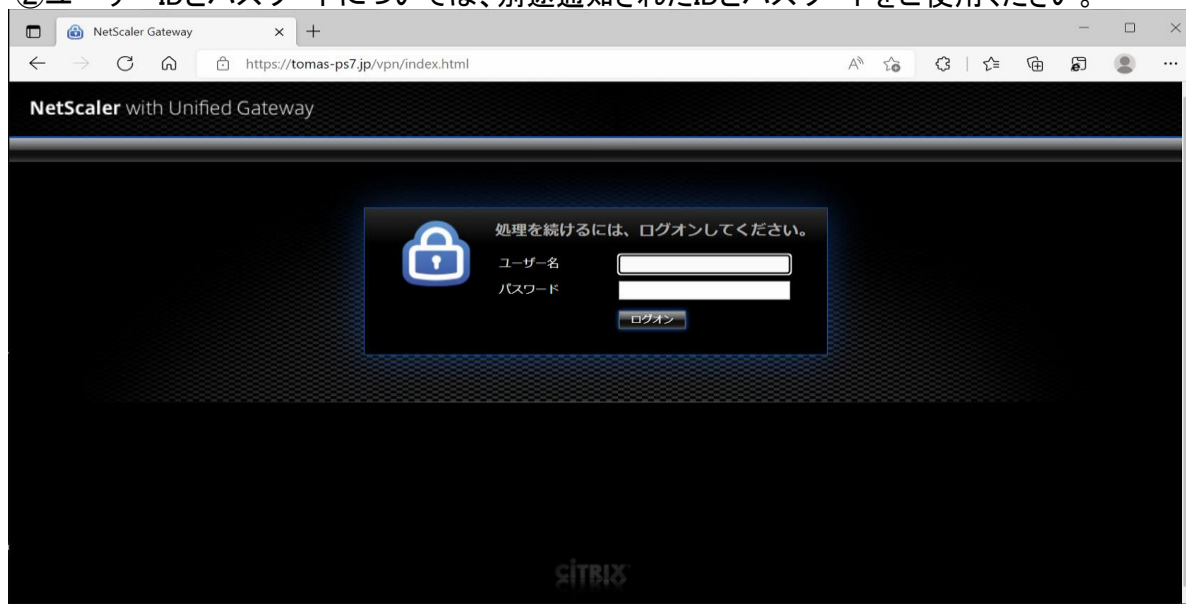 ②ユーザーIDとパスワードについては、別途通知されたIDとパスワードをご使用ください。
NetScaler Gateway
https://tomas-ps7.jp/vpn/index.html
NetScaler with Unified Gateway
処理を続けるには、ログオンしてください。
ユーザー名
パスワード
ログオン
CİTRIX